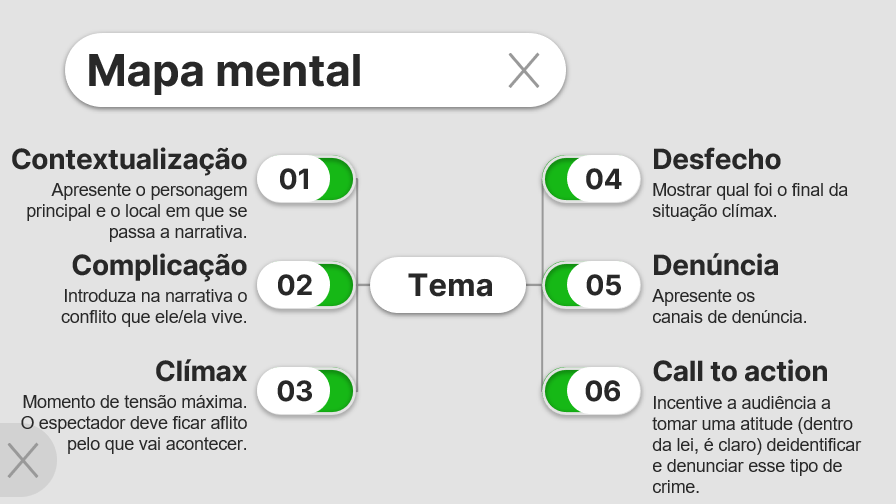 Mapa mental
Contextualização
01
Apresente o personagem
principal e o local em que se
passa a narrativa.
Complicação
02
Introduza na narrativa o
conflito que ele/ela vive.
Clímax
03
Momento de tensão máxima.
O espectador deve ficar aflito
pelo que vai acontecer.
Tema
04
Desfecho
Mostrar qual foi o final da
situação clímax.
05
Denúncia
Apresente os
canais de denúncia.
06
Call to action
Incentive a audiência a
tomar uma atitude (dentro
da lei, é claro) deidentificar
e denunciar esse tipo de
crime.